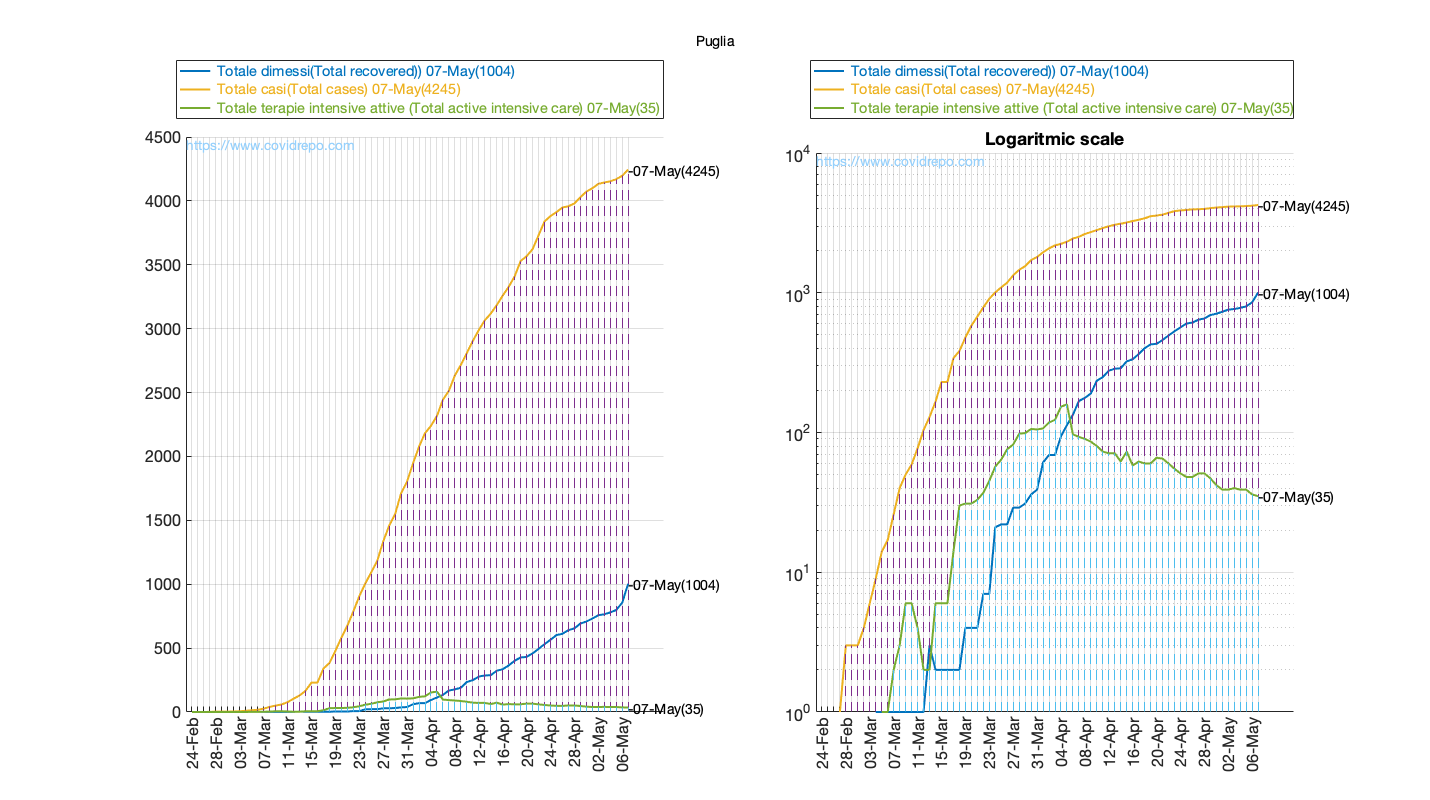 Puglia
Totale dimessi(Total recovered)) 07-May(1004)
Totale casi(Total cases) 07-May(4245)
Totale terapie intensive attive (Total active intensive care) 07-May(35)
https://www.covidrepo.com
4500
4000
3500
3000
2500
2000
1500
1000
500
0
07-May(4245)
07-May(1004)
07-May(35)
24-Feb
28-Feb
03-Mar
07-Mar
11-Mar
15-Mar
19-Mar
23-Mar
27-Mar
31-Mar
04-Apr
08-Apr
12-Apr
16-Apr
20-Apr
24-Apr
28-Apr
02-May
06-May
Totale dimessi(Total recovered)) 07-May(1004)
Totale casi(Total cases) 07-May(4245)
Totale terapie intensive attive (Total active intensive care) 07-May(35)
Logaritmic scale
https://www.covidrepo.com
10^4
10^3
10^2
10^1
10^0
07-May(4245)
07-May(1004)
07-May(35)
24-Feb
28-Feb
03-Mar
07-Mar
11-Mar
15-Mar
19-Mar
23-Mar
27-Mar
31-Mar
04-Apr
08-Apr
12-Apr
16-Apr
20-Apr
24-Apr
28-Apr
02-May
06-May